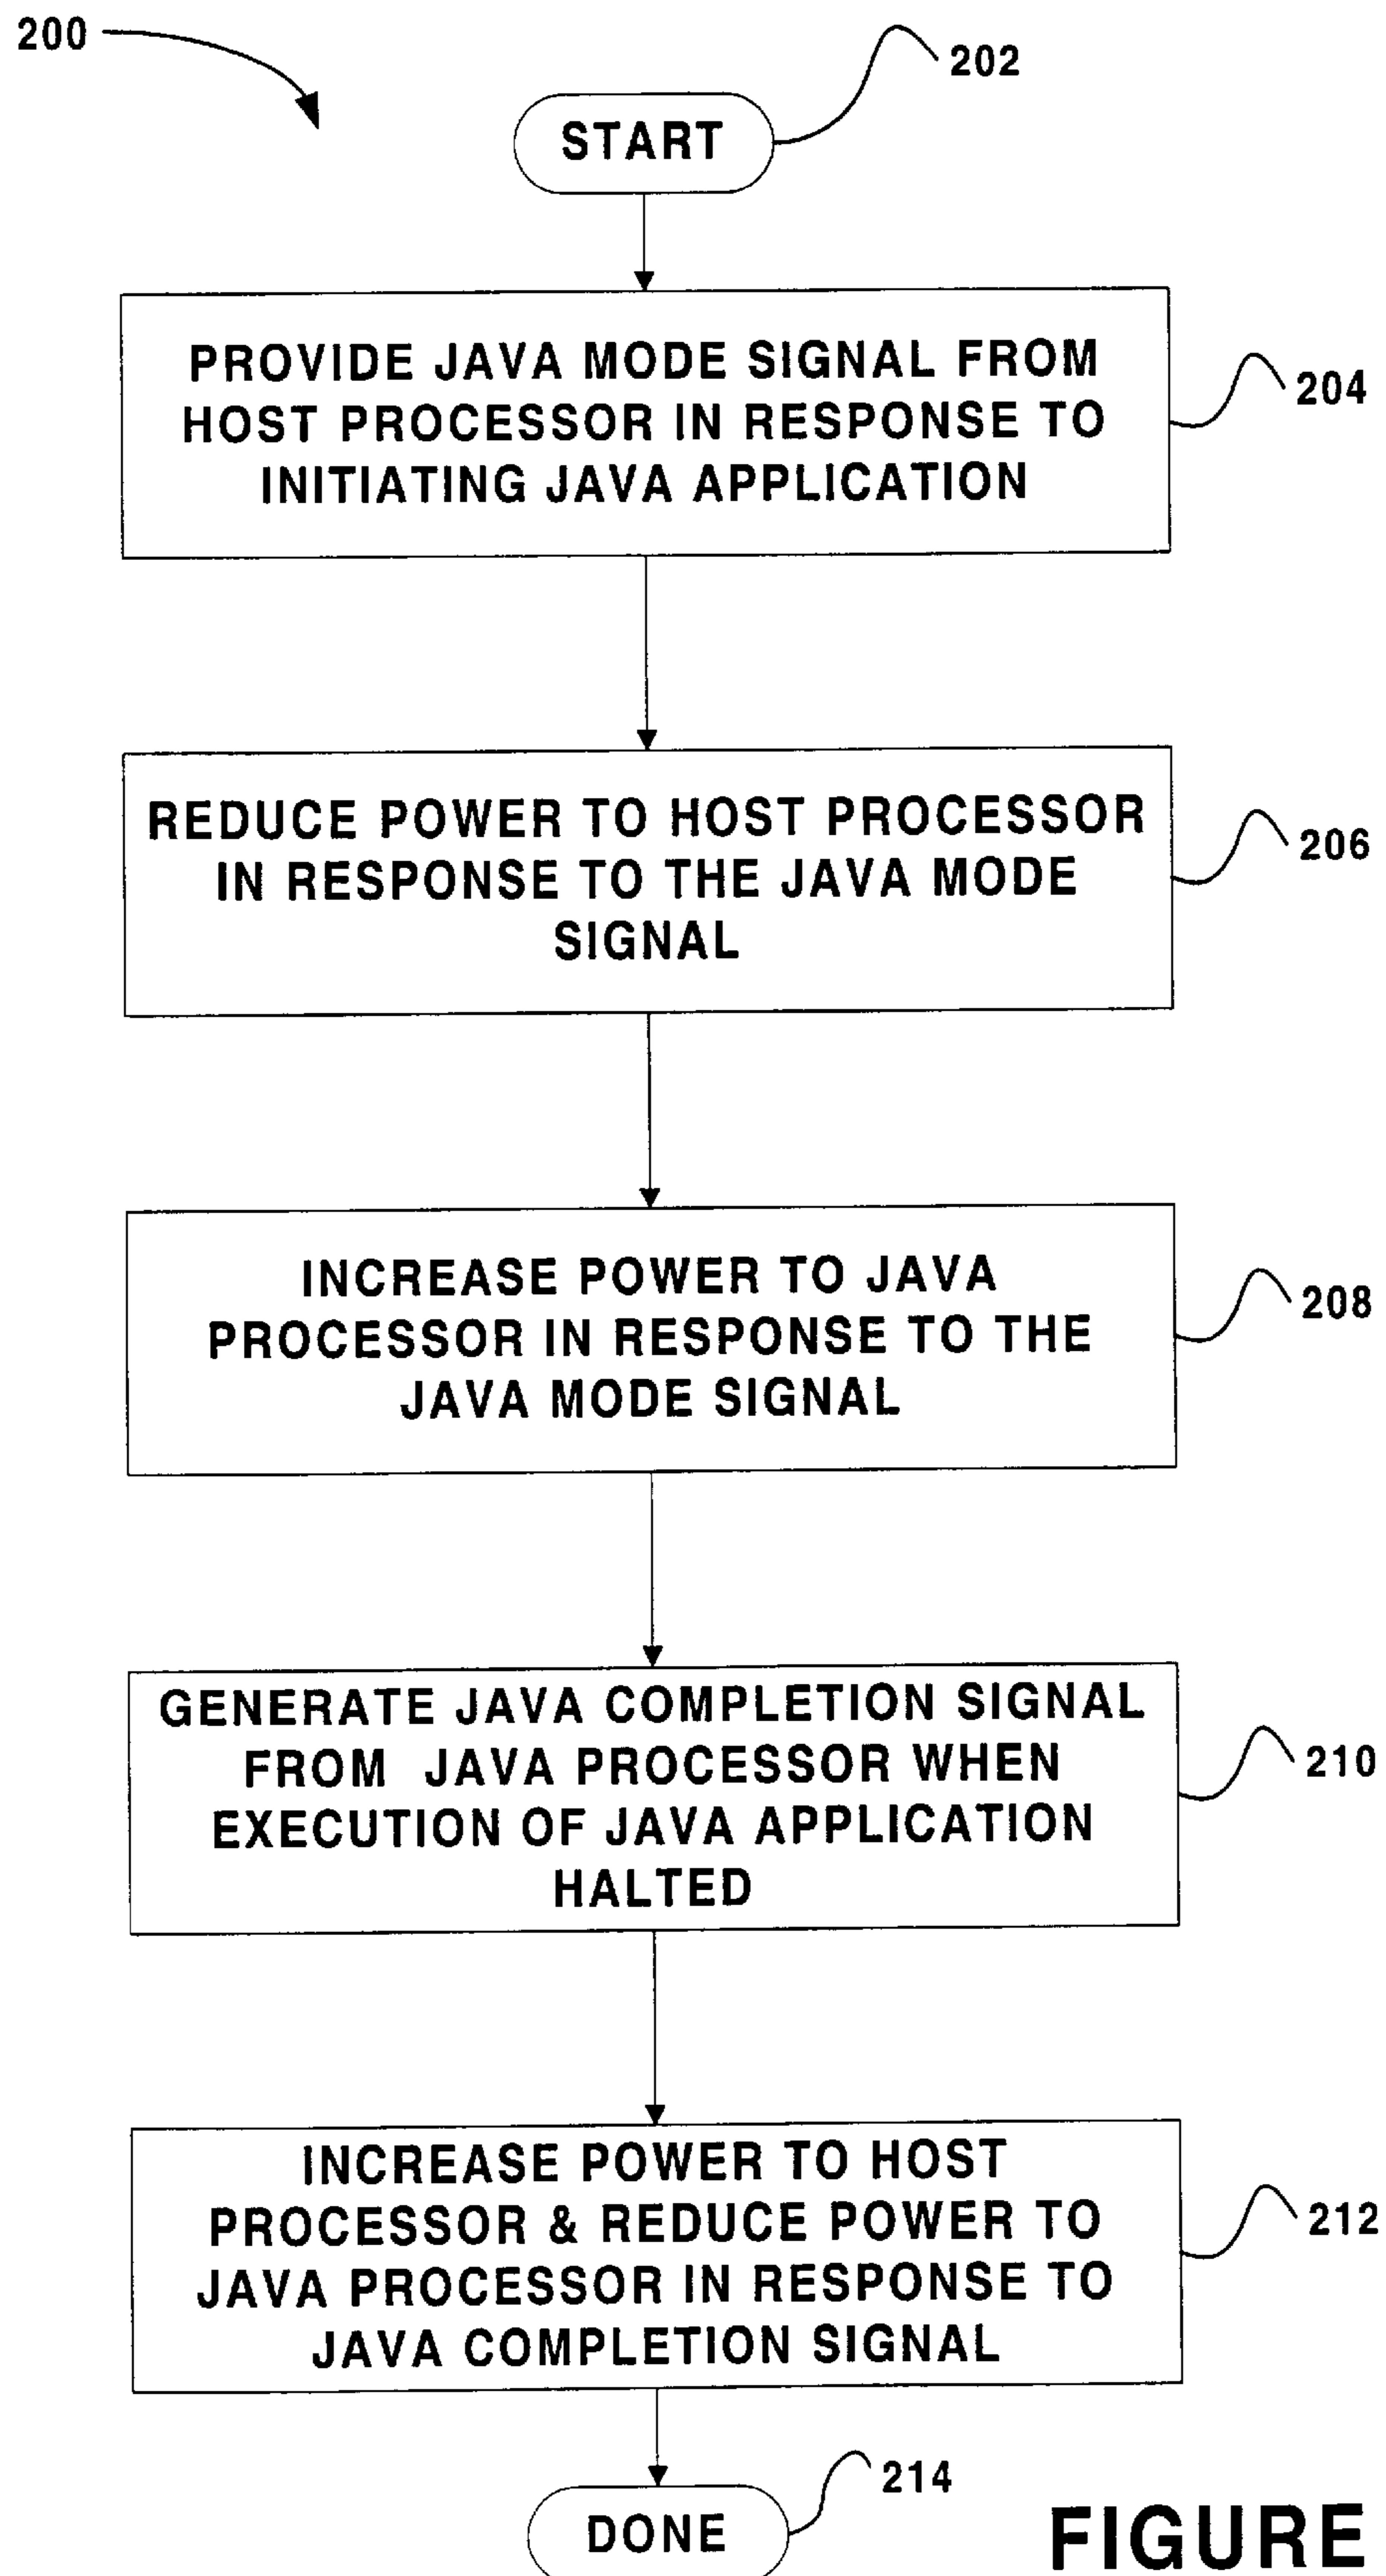 200
202
START
PROVIDE JAVA MODE SIGNAL FROM
HOST PROCESSOR IN RESPONSE TO
INITIATING JAVA APPLICATION
204
REDUCE POWER TO HOST PROCESSOR
IN RESPONSE TO THE JAVA MODE
SIGNAL
206
INCREASE POWER TO JAVA
PROCESSOR IN RESPONSE TO THE
JAVA MODE SIGNAL
208
GENERATE JAVA COMPLETION SIGNAL
FROM JAVA PROCESSOR WHEN
EXECUTION OF JAVA APPLICATION
HALTED
210
INCREASE POWER TO HOST
PROCESSOR & REDUCE POWER TO
JAVA PROCESSOR IN RESPONSE TO
JAVA COMPLETION SIGNAL
212
214
DONE
FIGURE